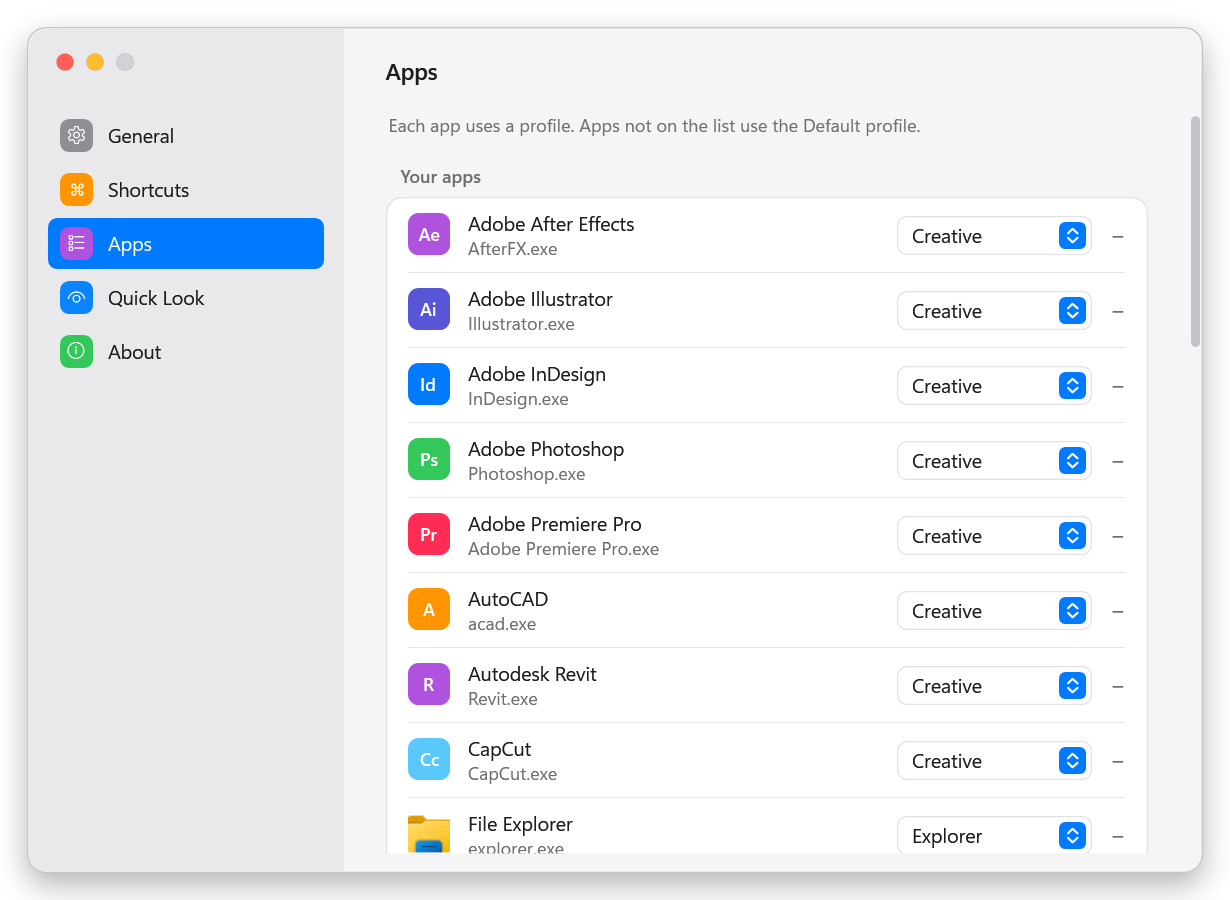 Apps
Each app uses a profile. Apps not on the list use the Default profile.
General
Shortcuts
Apps
Quick Look
About
Your apps
Ae Adobe After Effects
AfterFX.exe
Creative
Ai Adobe Illustrator
Illustrator.exe
Creative
Id Adobe InDesign
InDesign.exe
Creative
Ps Adobe Photoshop
Photoshop.exe
Creative
Pr Adobe Premiere Pro
Adobe Premiere Pro.exe
Creative
A AutoCAD
acad.exe
Creative
R Autodesk Revit
Revit.exe
Creative
Cc CapCut
CapCut.exe
Creative
File Explorer
explorer.exe
Explorer